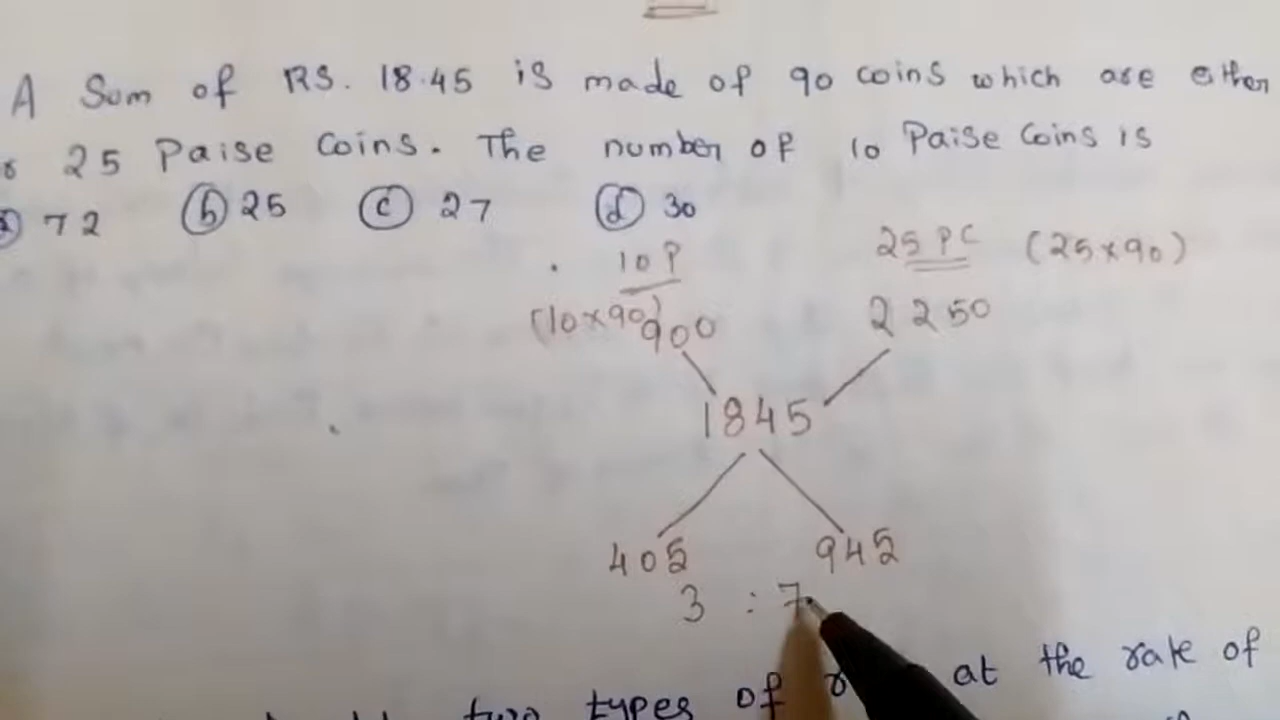 A Sum of RS. 18.45 is made of 90 coins which are either
25 Paise Coins. The number of 10 Paise Coins is
72 (b) 25 (c) 27 (d) 30
10 P 25 PC (25×90)
(10×90) 900 2250
1845
405 945
3 : 7
two types of at the rate of